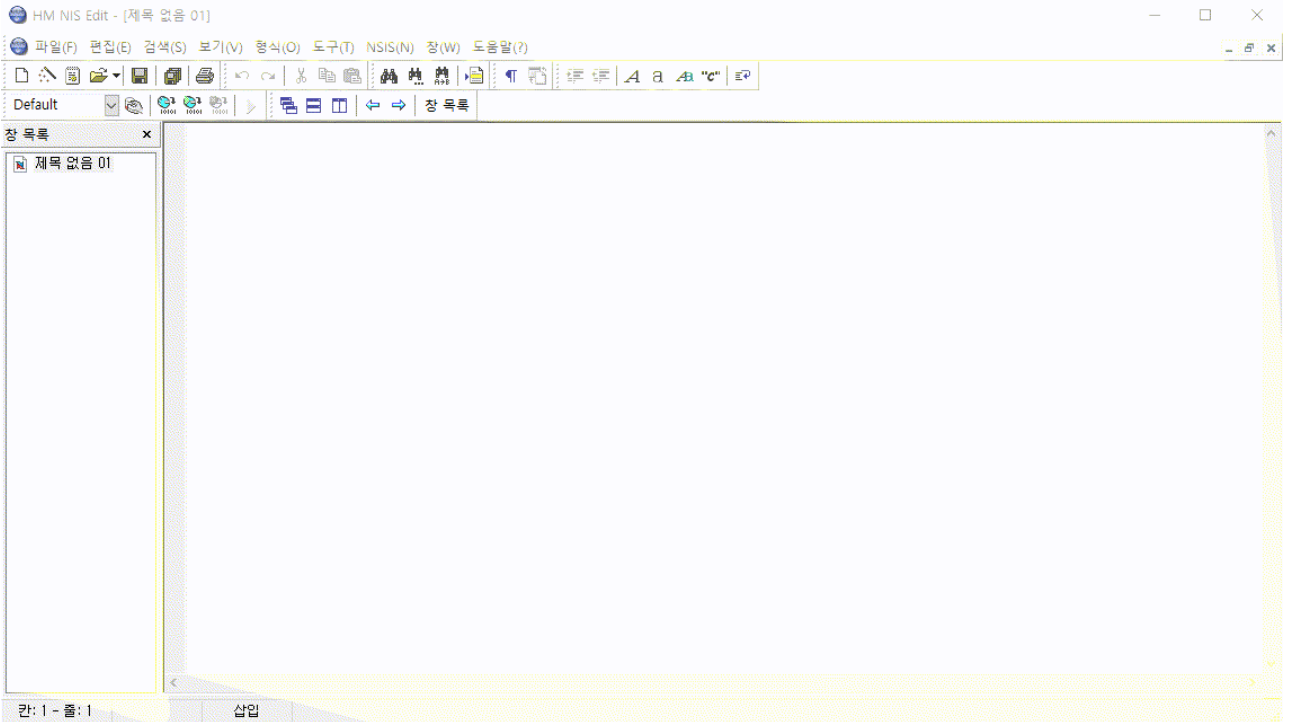 HM NIS Edit - [제목 없음 01]
파일(F) 편집(E) 검색(S) 보기(V) 형식(O) 도구(T) NSIS(N) 창(W) 도움말(?)
Default 창 목록
창 목록
제목 없음 01
칸: 1 - 줄: 1 삽입